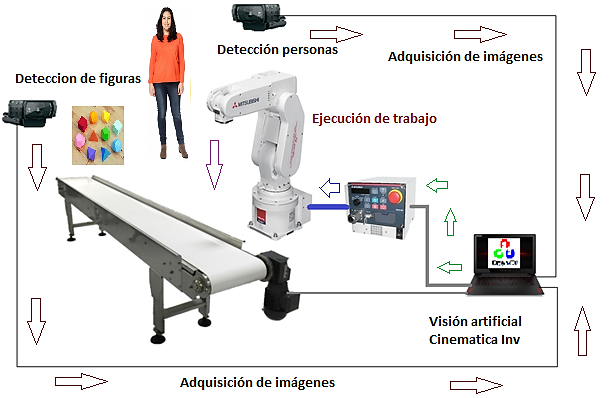 Detección personas
Adquisición de imágenes
Deteccion de figuras
MITSUBISHI
Ejecución de trabajo
Visión artificial
Cinematica Inv
Adquisición de imágenes